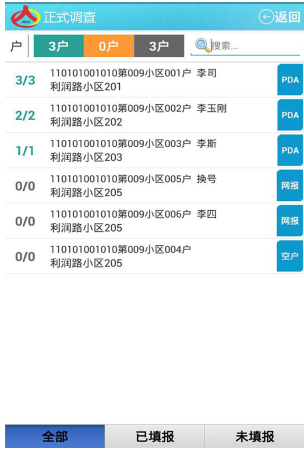 正式调查
返回
户
3户
0户
3户
搜索...
3/3
110101001010第009小区001户 李司
利润路小区201
PDA
2/2
110101001010第009小区002户 李玉刚
利润路小区202
PDA
1/1
110101001010第009小区003户 李斯
利润路小区203
PDA
0/0
110101001010第009小区005户 换号
利润路小区205
网报
0/0
110101001010第009小区006户 李四
利润路小区205
网报
0/0
110101001010第009小区004户
利润路小区205
空户
全部
已填报
未填报